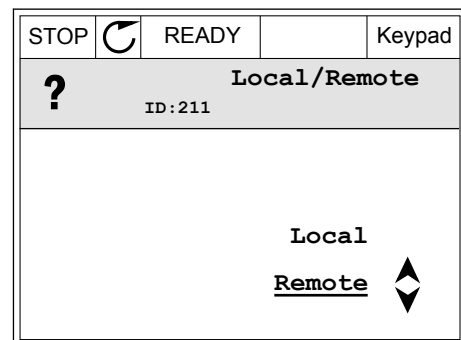 STOP READY Keypad
? Local/Remote
ID:211
Local
Remote